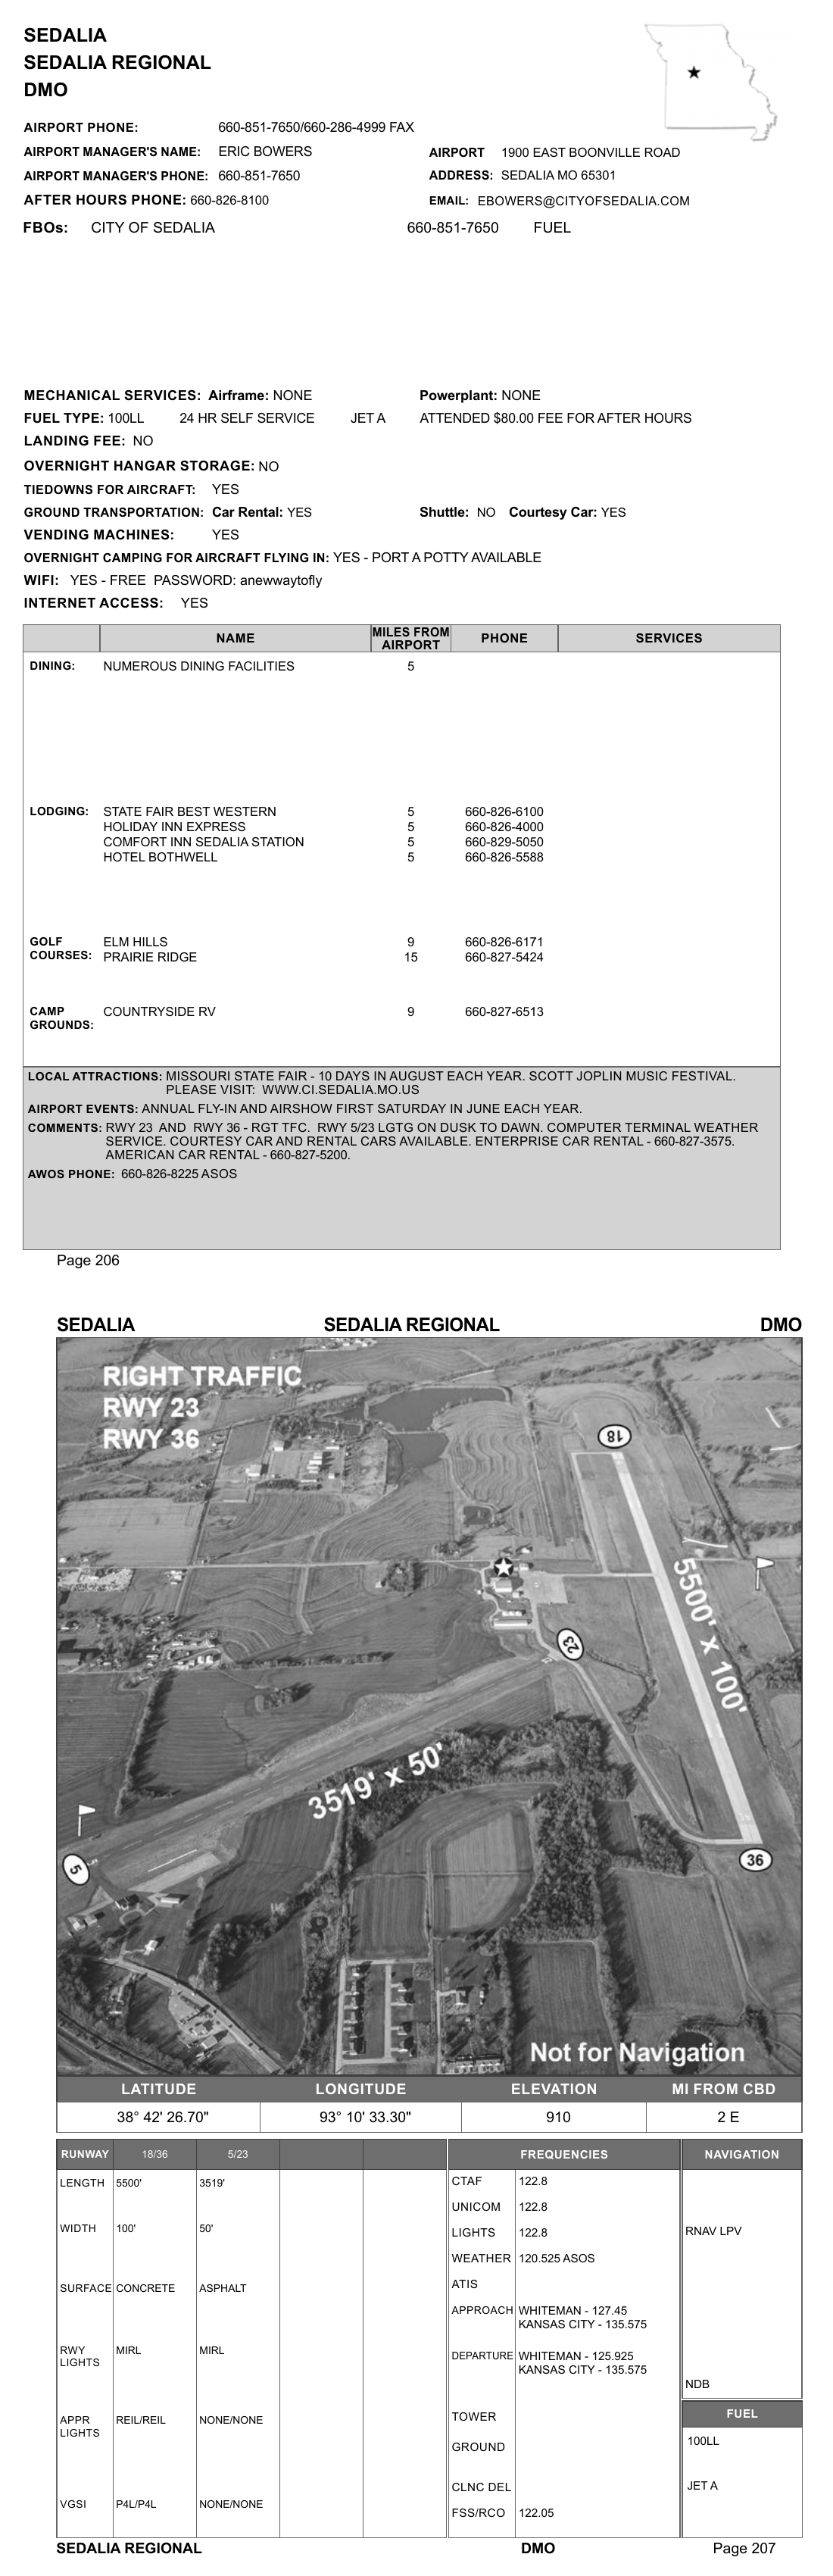 SEDALIA
SEDALIA REGIONAL
DMO
AIRPORT PHONE: 660-851-7650/660-286-4999 FAX
AIRPORT MANAGER'S NAME: ERIC BOWERS AIRPORT 1900 EAST BOONVILLE ROAD
AIRPORT MANAGER'S PHONE: 660-851-7650 ADDRESS: SEDALIA MO 65301
AFTER HOURS PHONE: 660-826-8100 EMAIL: EBOWERS@CITYOFSEDALIA.COM
FBOs: CITY OF SEDALIA 660-851-7650 FUEL
MECHANICAL SERVICES: Airframe: NONE Powerplant: NONE
FUEL TYPE: 100LL 24 HR SELF SERVICE JET A ATTENDED $80.00 FEE FOR AFTER HOURS
LANDING FEE: NO
OVERNIGHT HANGAR STORAGE: NO
TIEDOWNS FOR AIRCRAFT: YES
GROUND TRANSPORTATION: Car Rental: YES Shuttle: NO Courtesy Car: YES
VENDING MACHINES: YES
OVERNIGHT CAMPING FOR AIRCRAFT FLYING IN: YES - PORT A POTTY AVAILABLE
WIFI: YES - FREE PASSWORD: anewwaytofly
INTERNET ACCESS: YES
NAME MILES FROM AIRPORT PHONE SERVICES
DINING: NUMEROUS DINING FACILITIES 5
LODGING: STATE FAIR BEST WESTERN 5 660-826-6100
HOLIDAY INN EXPRESS 5 660-826-4000
COMFORT INN SEDALIA STATION 5 660-829-5050
HOTEL BOTHWELL 5 660-826-5588
GOLF ELM HILLS 9 660-826-6171
COURSES: PRAIRIE RIDGE 15 660-827-5424
CAMP COUNTRYSIDE RV 9 660-827-6513
GROUNDS:
LOCAL ATTRACTIONS: MISSOURI STATE FAIR - 10 DAYS IN AUGUST EACH YEAR. SCOTT JOPLIN MUSIC FESTIVAL.
PLEASE VISIT: WWW.CI.SEDALIA.MO.US
AIRPORT EVENTS: ANNUAL FLY-IN AND AIRSHOW FIRST SATURDAY IN JUNE EACH YEAR.
COMMENTS: RWY 23 AND RWY 36 - RGT TFC. RWY 5/23 LGTG ON DUSK TO DAWN. COMPUTER TERMINAL WEATHER
SERVICE. COURTESY CAR AND RENTAL CARS AVAILABLE. ENTERPRISE CAR RENTAL - 660-827-3575.
AMERICAN CAR RENTAL - 660-827-5200.
AWOS PHONE: 660-826-8225 ASOS
Page 206
SEDALIA SEDALIA REGIONAL DMO
RIGHT TRAFFIC
RWY 23
RWY 36
18
5500' x 100'
23
3519' x 50'
5
36
Not for Navigation
LATITUDE LONGITUDE ELEVATION MI FROM CBD
38° 42' 26.70" 93° 10' 33.30" 910 2 E
RUNWAY 18/36 5/23
LENGTH 5500' 3519'
WIDTH 100' 50'
SURFACE CONCRETE ASPHALT
RWY LIGHTS MIRL MIRL
APPR LIGHTS REIL/REIL NONE/NONE
VGSI P4L/P4L NONE/NONE
FREQUENCIES
CTAF 122.8
UNICOM 122.8
LIGHTS 122.8
WEATHER 120.525 ASOS
ATIS
APPROACH WHITEMAN - 127.45
KANSAS CITY - 135.575
DEPARTURE WHITEMAN - 125.925
KANSAS CITY - 135.575
TOWER
GROUND
CLNC DEL
FSS/RCO 122.05
NAVIGATION
RNAV LPV
NDB
FUEL
100LL
JET A
SEDALIA REGIONAL DMO Page 207